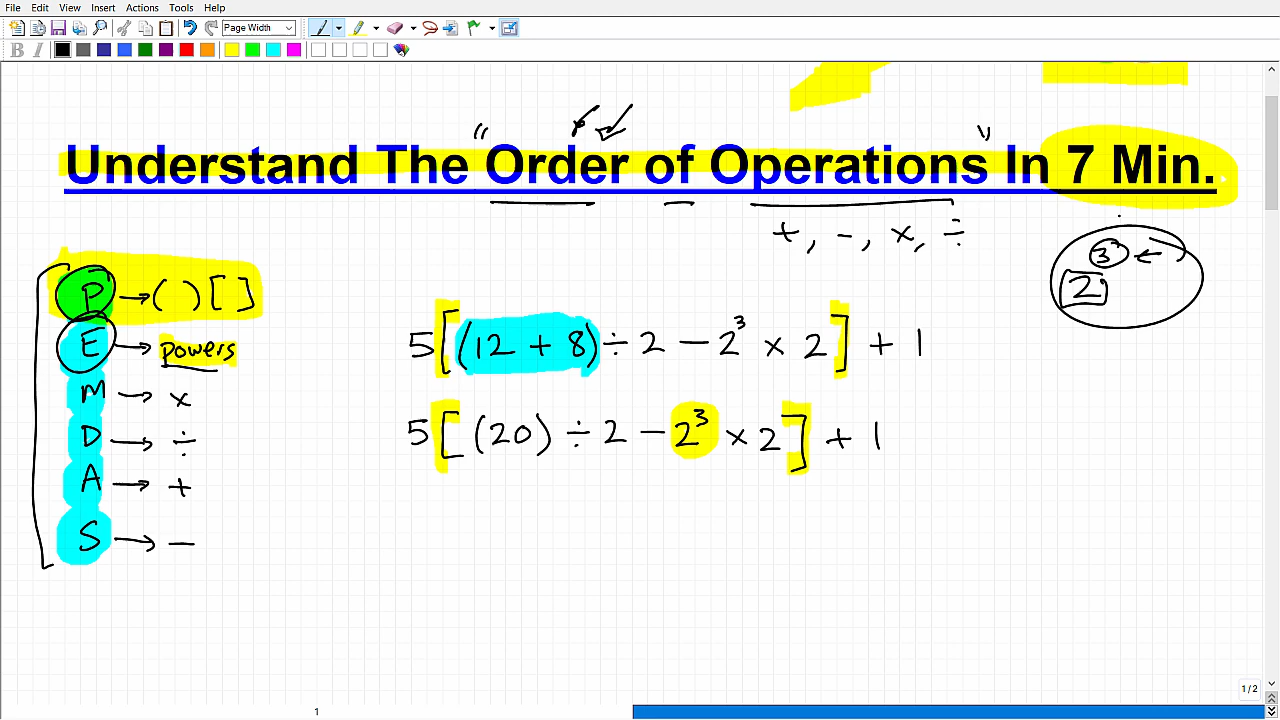 File Edit View Insert Actions Tools Help
Page Width
B I
" "
Understand The Order of Operations In 7 Min.
+, -, x, ÷
P → ( ) [ ]
3² ←
2
E → powers
5[(12 + 8) ÷ 2 - 2³ × 2] + 1
M → x
5[(20) ÷ 2 - 2³ × 2] + 1
D → ÷
A → +
S → -
1/2
1